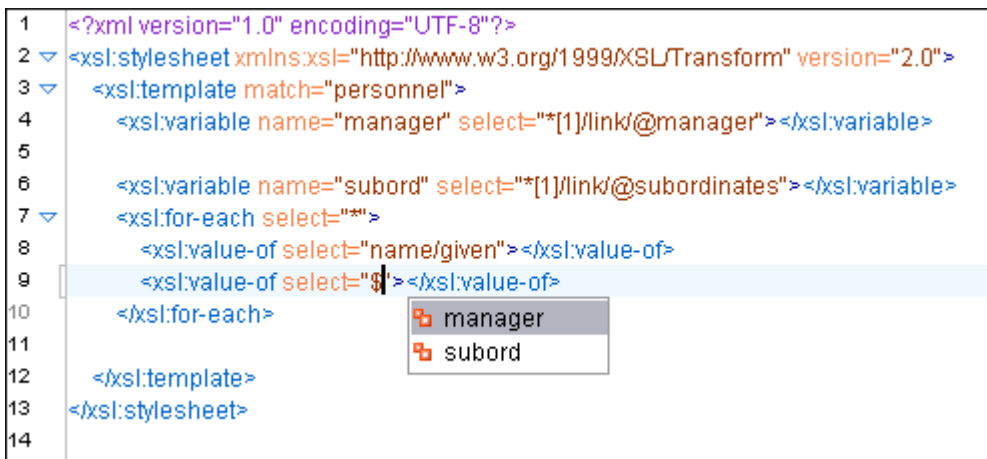 1 <?xml version="1.0" encoding="UTF-8"?>
2 <xsl:stylesheet xmlns:xsl="http://www.w3.org/1999/XSL/Transform" version="2.0">
3 <xsl:template match="personnel">
4 <xsl:variable name="manager" select="*[1]/link/@manager"></xsl:variable>
5
6 <xsl:variable name="subord" select="*[1]/link/@subordinates"></xsl:variable>
7 <xsl:for-each select="*">
8 <xsl:value-of select="name/given"></xsl:value-of>
9 <xsl:value-of select="$"></xsl:value-of>
10 </xsl:for-each>
manager
11
subord
12 </xsl:template>
13 </xsl:stylesheet>
14